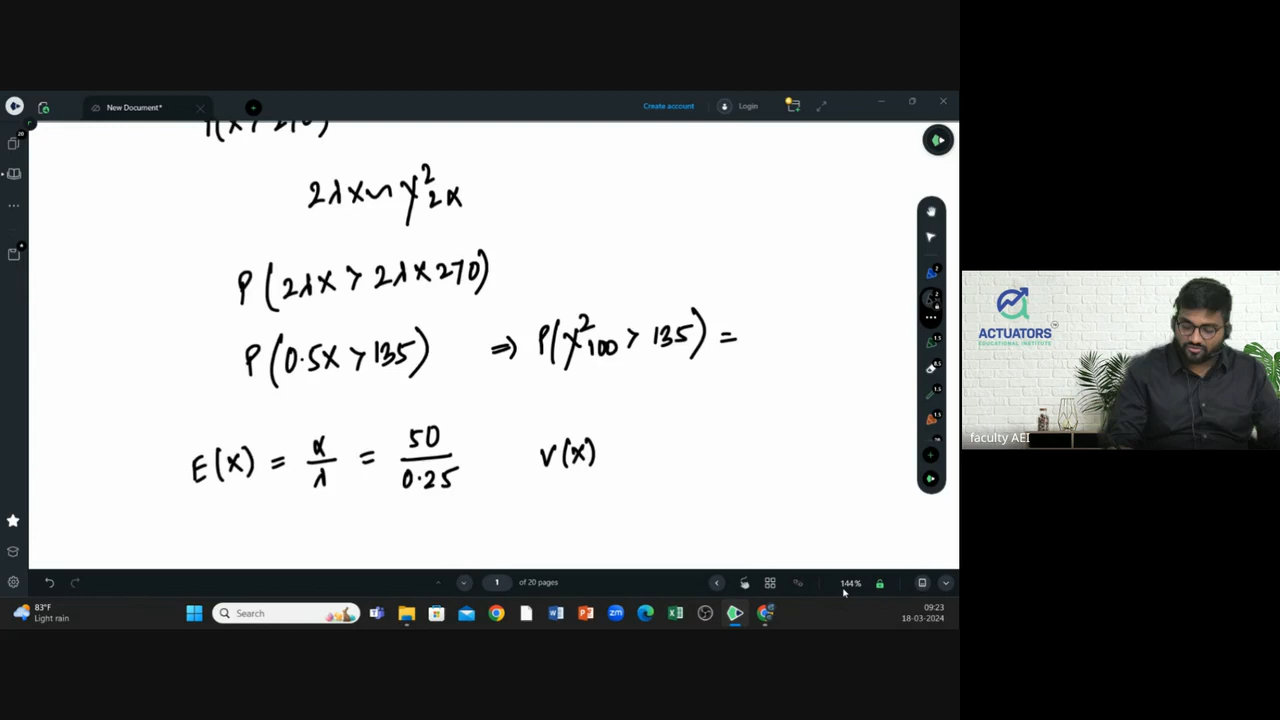 Create account
Login
New Document*
P(X > 270)
2λX ~ χ²₂α
P(2λX > 2λ × 270)
P(0.5X > 135) ⇒ P(χ²₁₀₀ > 135) =
E(X) = α/λ = 50/0.25 V(X)
1 of 20 pages
144%
83°F
Light rain
Search
09:23
18-03-2024
ACTUATORS
EDUCATIONAL INSTITUTE
faculty AEI